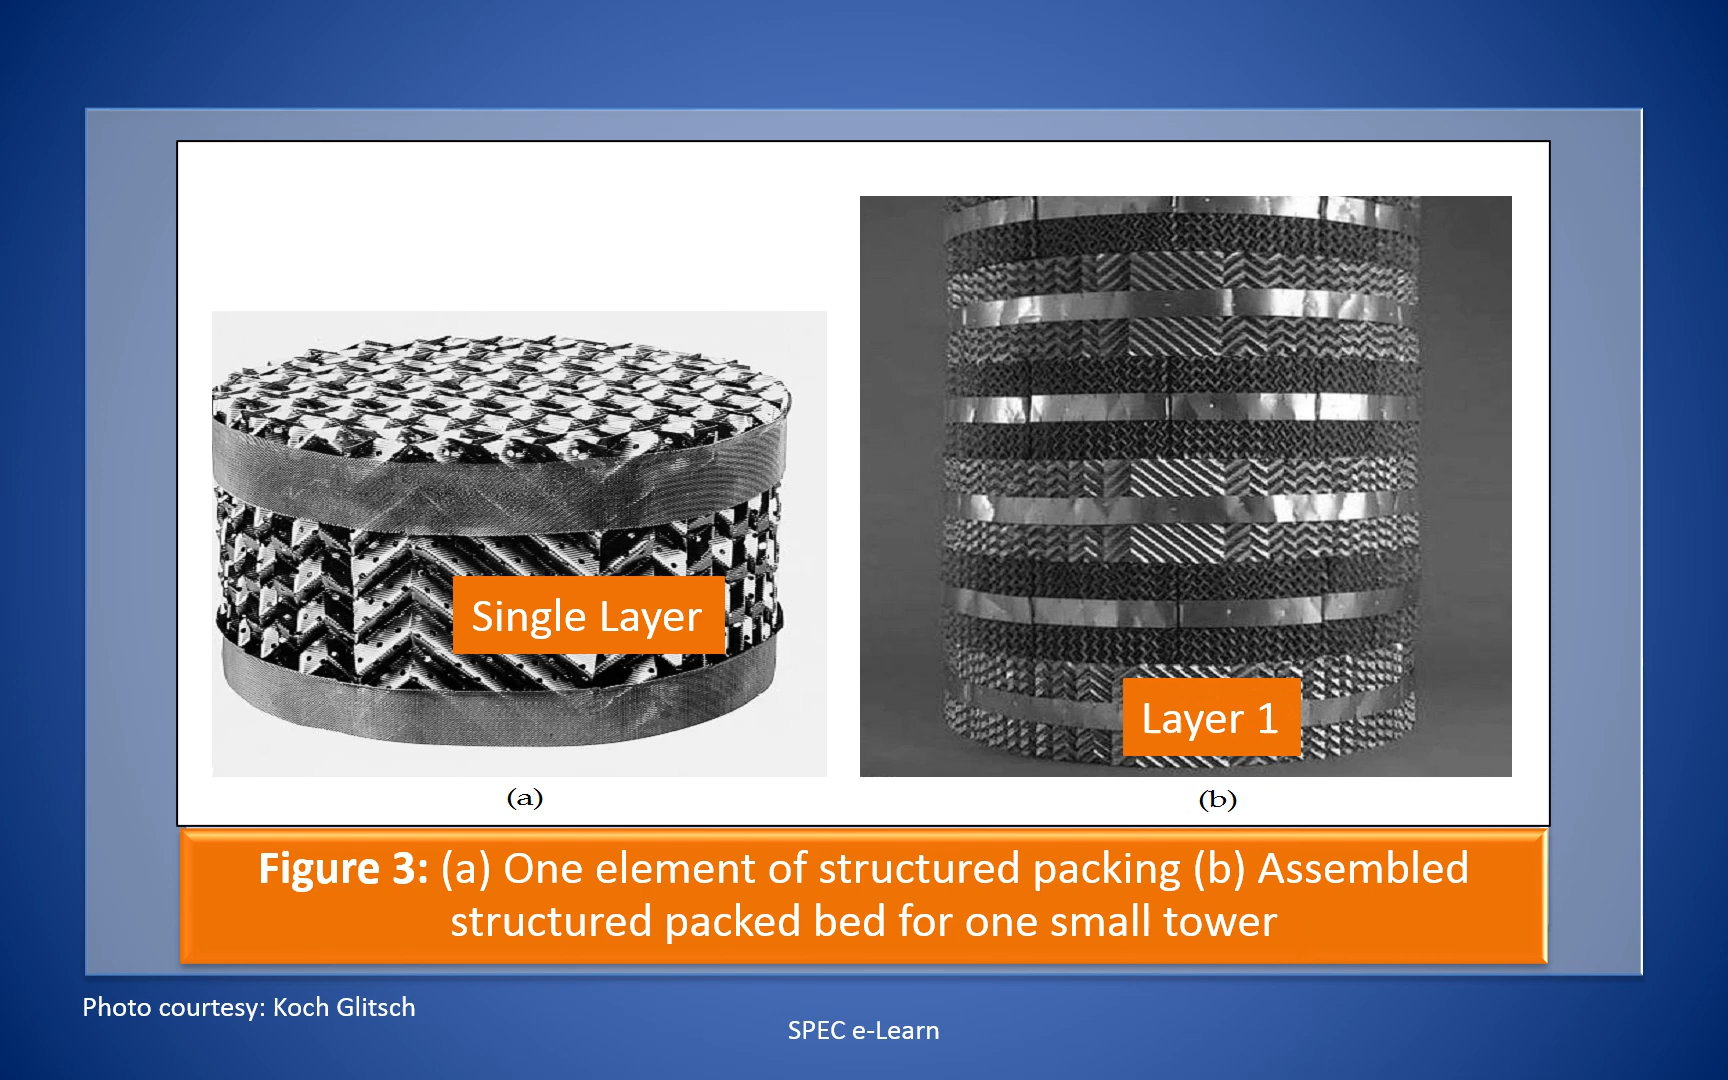 Single Layer
Layer 1
(a)
(b)
Figure 3: (a) One element of structured packing (b) Assembled
structured packed bed for one small tower
Photo courtesy: Koch Glitsch
SPEC e-Learn